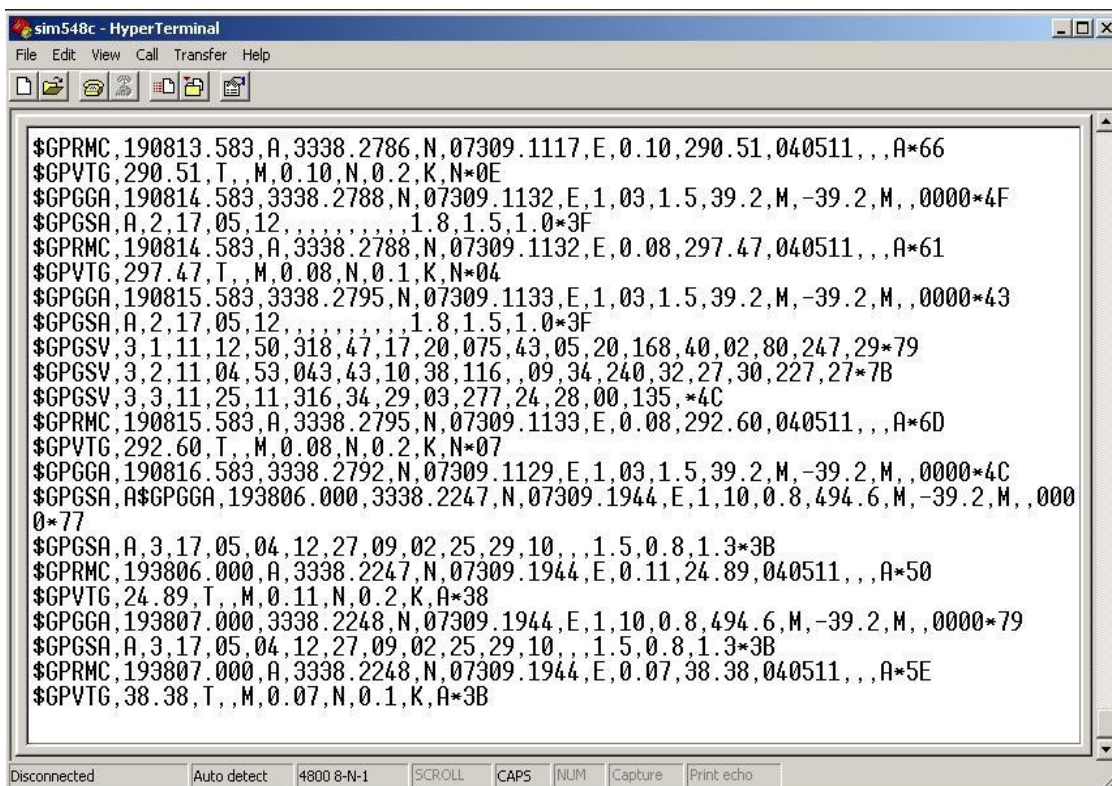 sim548c - HyperTerminal
File Edit View Call Transfer Help
$GPRMC,190813.583,A,3338.2786,N,07309.1117,E,0.10,290.51,040511,,,A*66
$GPVTG,290.51,T,,M,0.10,N,0.2,K,N*0E
$GPGGA,190814.583,3338.2788,N,07309.1132,E,1,03,1.5,39.2,M,-39.2,M,,0000*4F
$GPGSA,A,2,17,05,12,,,,,,,,,,1.8,1.5,1.0*3F
$GPRMC,190814.583,A,3338.2788,N,07309.1132,E,0.08,297.47,040511,,,A*61
$GPVTG,297.47,T,,M,0.08,N,0.1,K,N*04
$GPGGA,190815.583,3338.2795,N,07309.1133,E,1,03,1.5,39.2,M,-39.2,M,,0000*43
$GPGSA,A,2,17,05,12,,,,,,,,,,1.8,1.5,1.0*3F
$GPGSV,3,1,11,12,50,318,47,17,20,075,43,05,20,168,40,02,80,247,29*79
$GPGSV,3,2,11,04,53,043,43,10,38,116,,09,34,240,32,27,30,227,27*7B
$GPGSV,3,3,11,25,11,316,34,29,03,277,24,28,00,135,*4C
$GPRMC,190815.583,A,3338.2795,N,07309.1133,E,0.08,292.60,040511,,,A*6D
$GPVTG,292.60,T,,M,0.08,N,0.2,K,N*07
$GPGGA,190816.583,3338.2792,N,07309.1129,E,1,03,1.5,39.2,M,-39.2,M,,0000*4C
$GPGSA,A$GPGGA,193806.000,3338.2247,N,07309.1944,E,1,10,0.8,494.6,M,-39.2,M,,000
0*77
$GPGSA,A,3,17,05,04,12,27,09,02,25,29,10,,,1.5,0.8,1.3*3B
$GPRMC,193806.000,A,3338.2247,N,07309.1944,E,0.11,24.89,040511,,,A*50
$GPVTG,24.89,T,,M,0.11,N,0.2,K,A*38
$GPGGA,193807.000,3338.2248,N,07309.1944,E,1,10,0.8,494.6,M,-39.2,M,,0000*79
$GPGSA,A,3,17,05,04,12,27,09,02,25,29,10,,,1.5,0.8,1.3*3B
$GPRMC,193807.000,A,3338.2248,N,07309.1944,E,0.07,38.38,040511,,,A*5E
$GPVTG,38.38,T,,M,0.07,N,0.1,K,A*3B
Disconnected Auto detect 4800 8-N-1 SCROLL CAPS NUM Capture Print echo